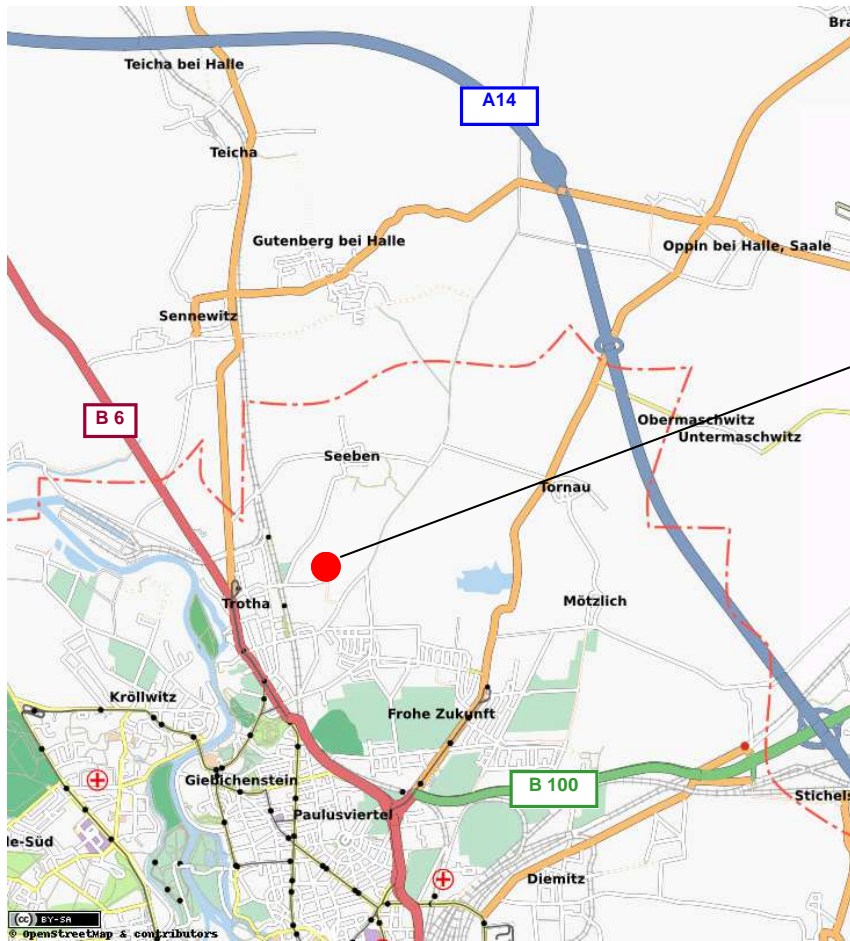 Bra
Teicha bei Halle
A14
Teicha
Gutenberg bei Halle
Oppin bei Halle, Saale
Sennewitz
B 6
Obermaschwitz
Untermaschwitz
Seeben
Tornau
Trotha
Mötzlich
Kröllwitz
Frohe Zukunft
Giebichenstein
B 100
Paulusviertel
Stichels
le-Süd
Diemitz
(cc) BY-SA
© OpenStreetMap & contributors